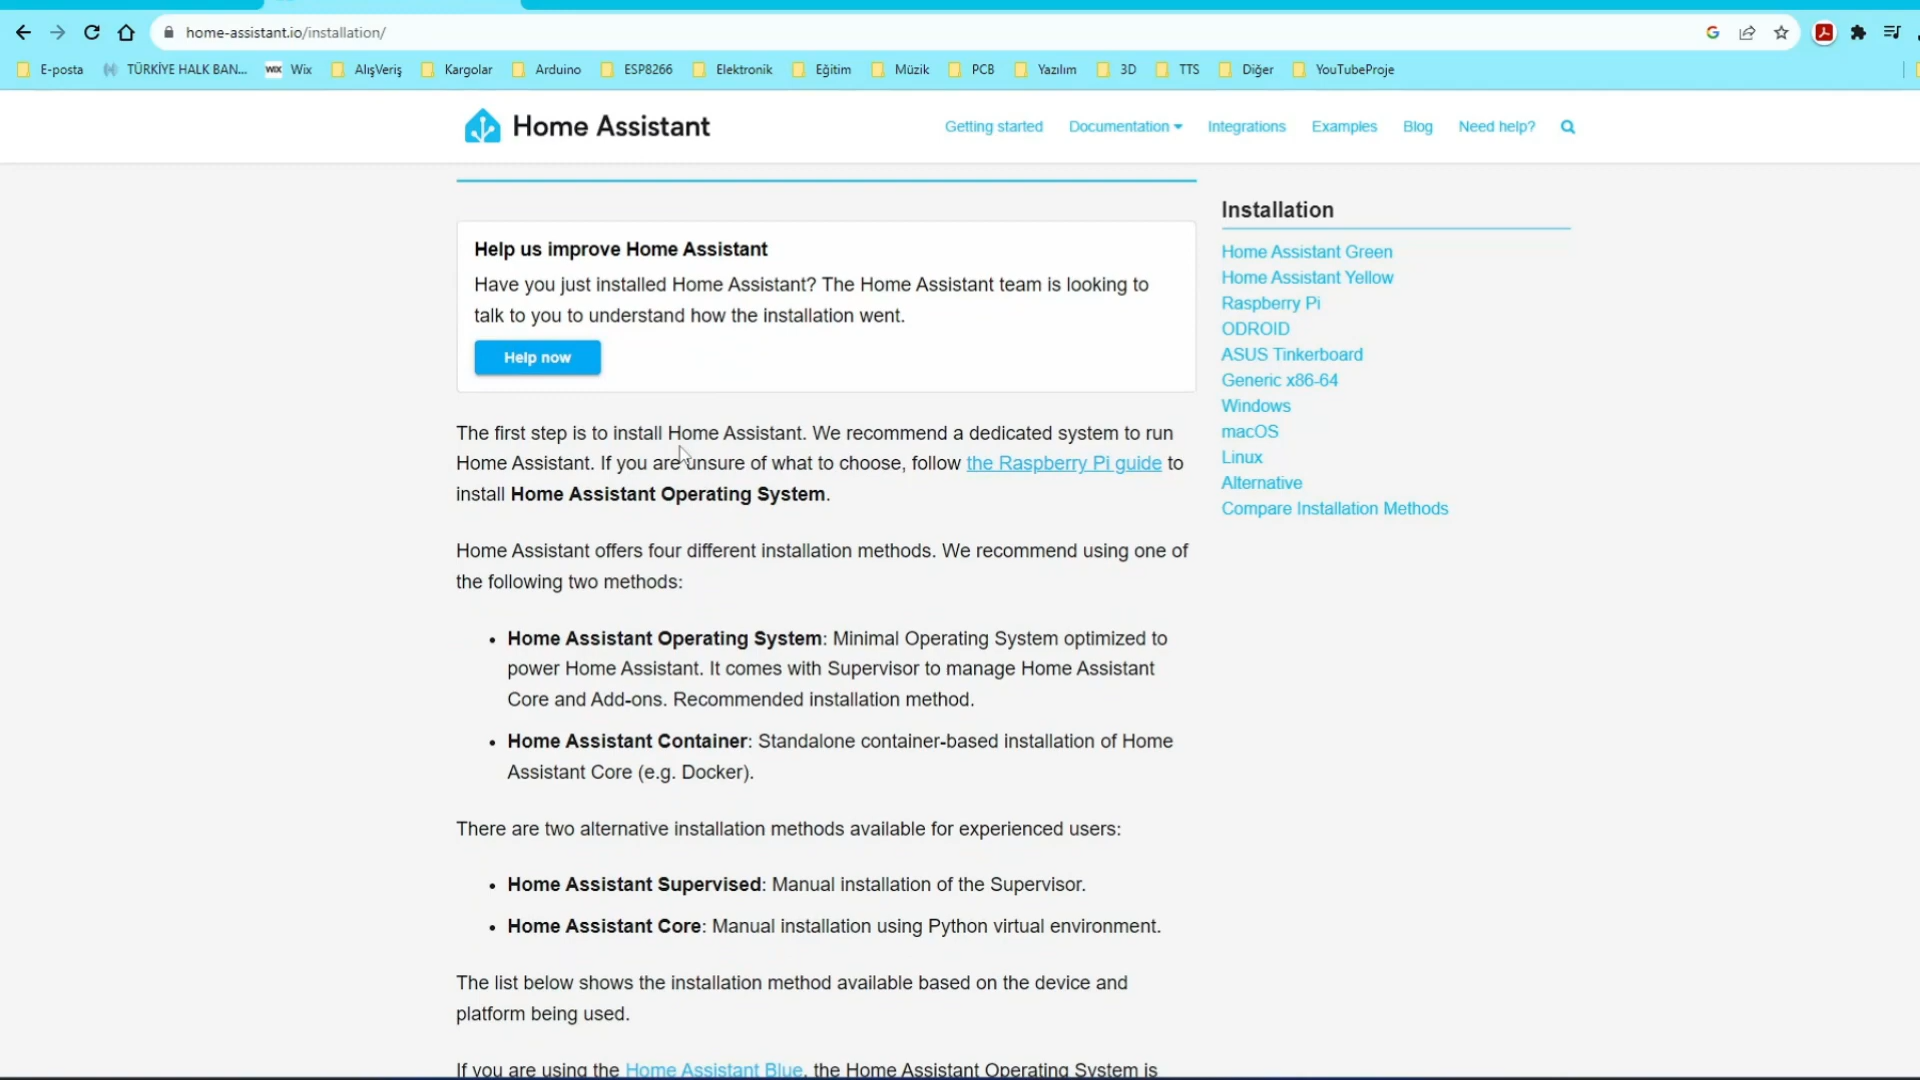 home-assistant.io/installation/
E-posta TÜRKİYE HALK BAN... WIX Wix AlışVeriş Kargolar Arduino ESP8266 Elektronik Eğitim Müzik PCB Yazılım 3D TTS Diğer YouTubeProje
Home Assistant
Getting started Documentation Integrations Examples Blog Need help?
Help us improve Home Assistant
Have you just installed Home Assistant? The Home Assistant team is looking to
talk to you to understand how the installation went.
Help now
The first step is to install Home Assistant. We recommend a dedicated system to run
Home Assistant. If you are unsure of what to choose, follow the Raspberry Pi guide to
install Home Assistant Operating System.
Home Assistant offers four different installation methods. We recommend using one of
the following two methods:
• Home Assistant Operating System: Minimal Operating System optimized to
power Home Assistant. It comes with Supervisor to manage Home Assistant
Core and Add-ons. Recommended installation method.
• Home Assistant Container: Standalone container-based installation of Home
Assistant Core (e.g. Docker).
There are two alternative installation methods available for experienced users:
• Home Assistant Supervised: Manual installation of the Supervisor.
• Home Assistant Core: Manual installation using Python virtual environment.
The list below shows the installation method available based on the device and
platform being used.
If you are using the Home Assistant Blue, the Home Assistant Operating System is
Installation
Home Assistant Green
Home Assistant Yellow
Raspberry Pi
ODROID
ASUS Tinkerboard
Generic x86-64
Windows
macOS
Linux
Alternative
Compare Installation Methods